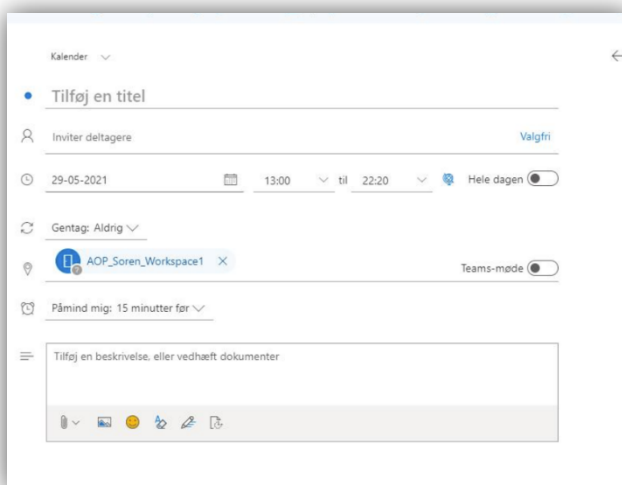 Kalender
Tilføj en titel
Inviter deltagere Valgfri
29-05-2021 13:00 til 22:20 Hele dagen
Gentag: Aldrig
AOP_Soren_Workspace1
Teams-møde
Påmind mig: 15 minutter før
Tilføj en beskrivelse, eller vedhæft dokumenter